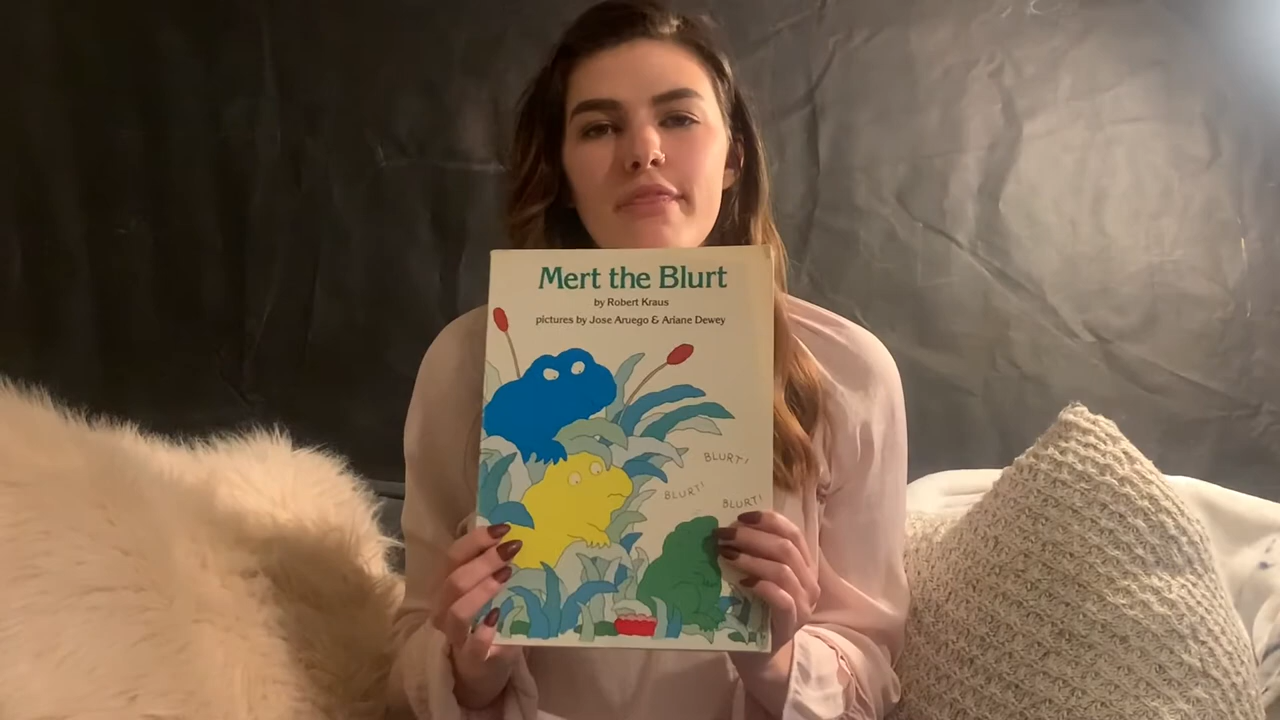 Mert the Blurt
by Robert Kraus
pictures by Jose Aruego & Ariane Dewey
BLURT!
BLURT!
BLURT!